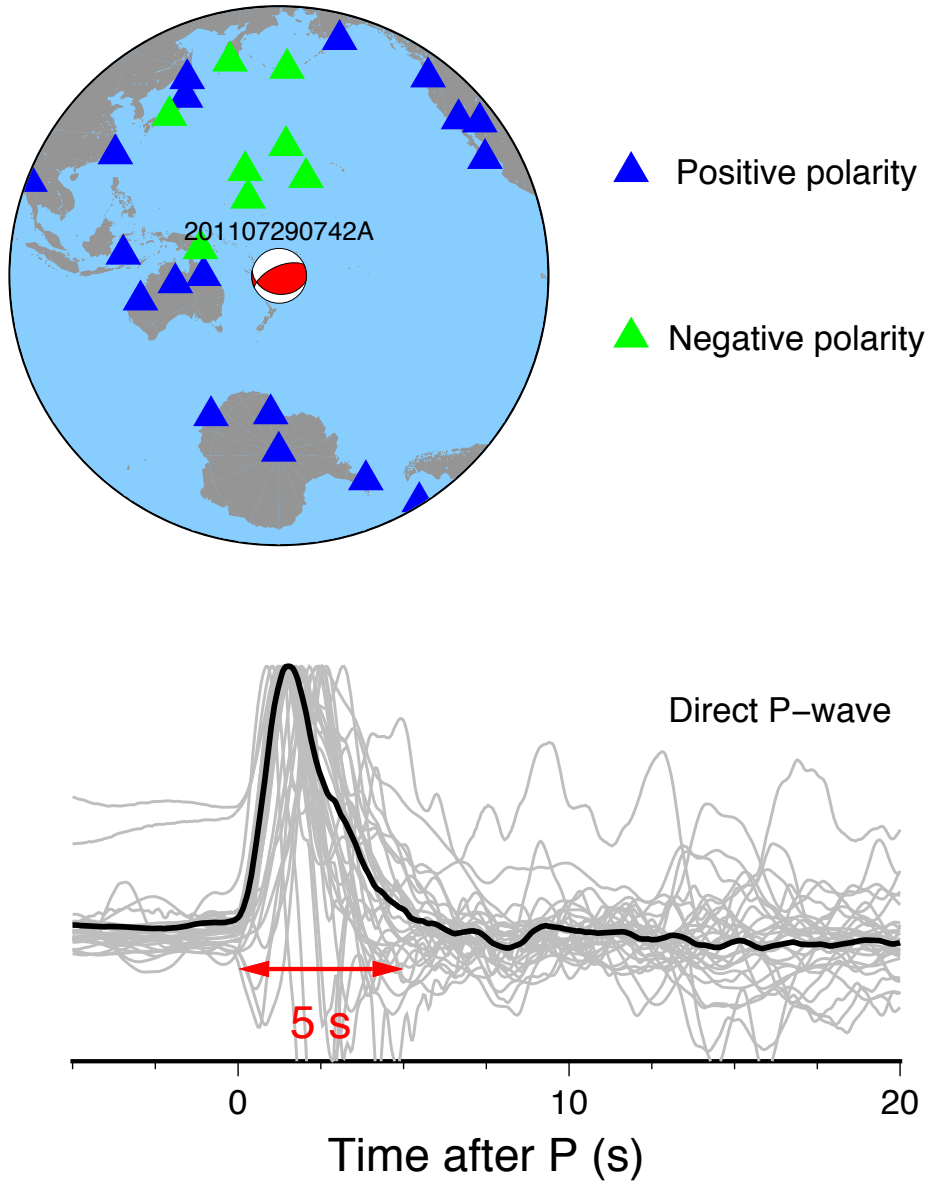 Positive polarity
201107290742A
Negative polarity
Direct P−wave
5 s
0 10 20
Time after P (s)